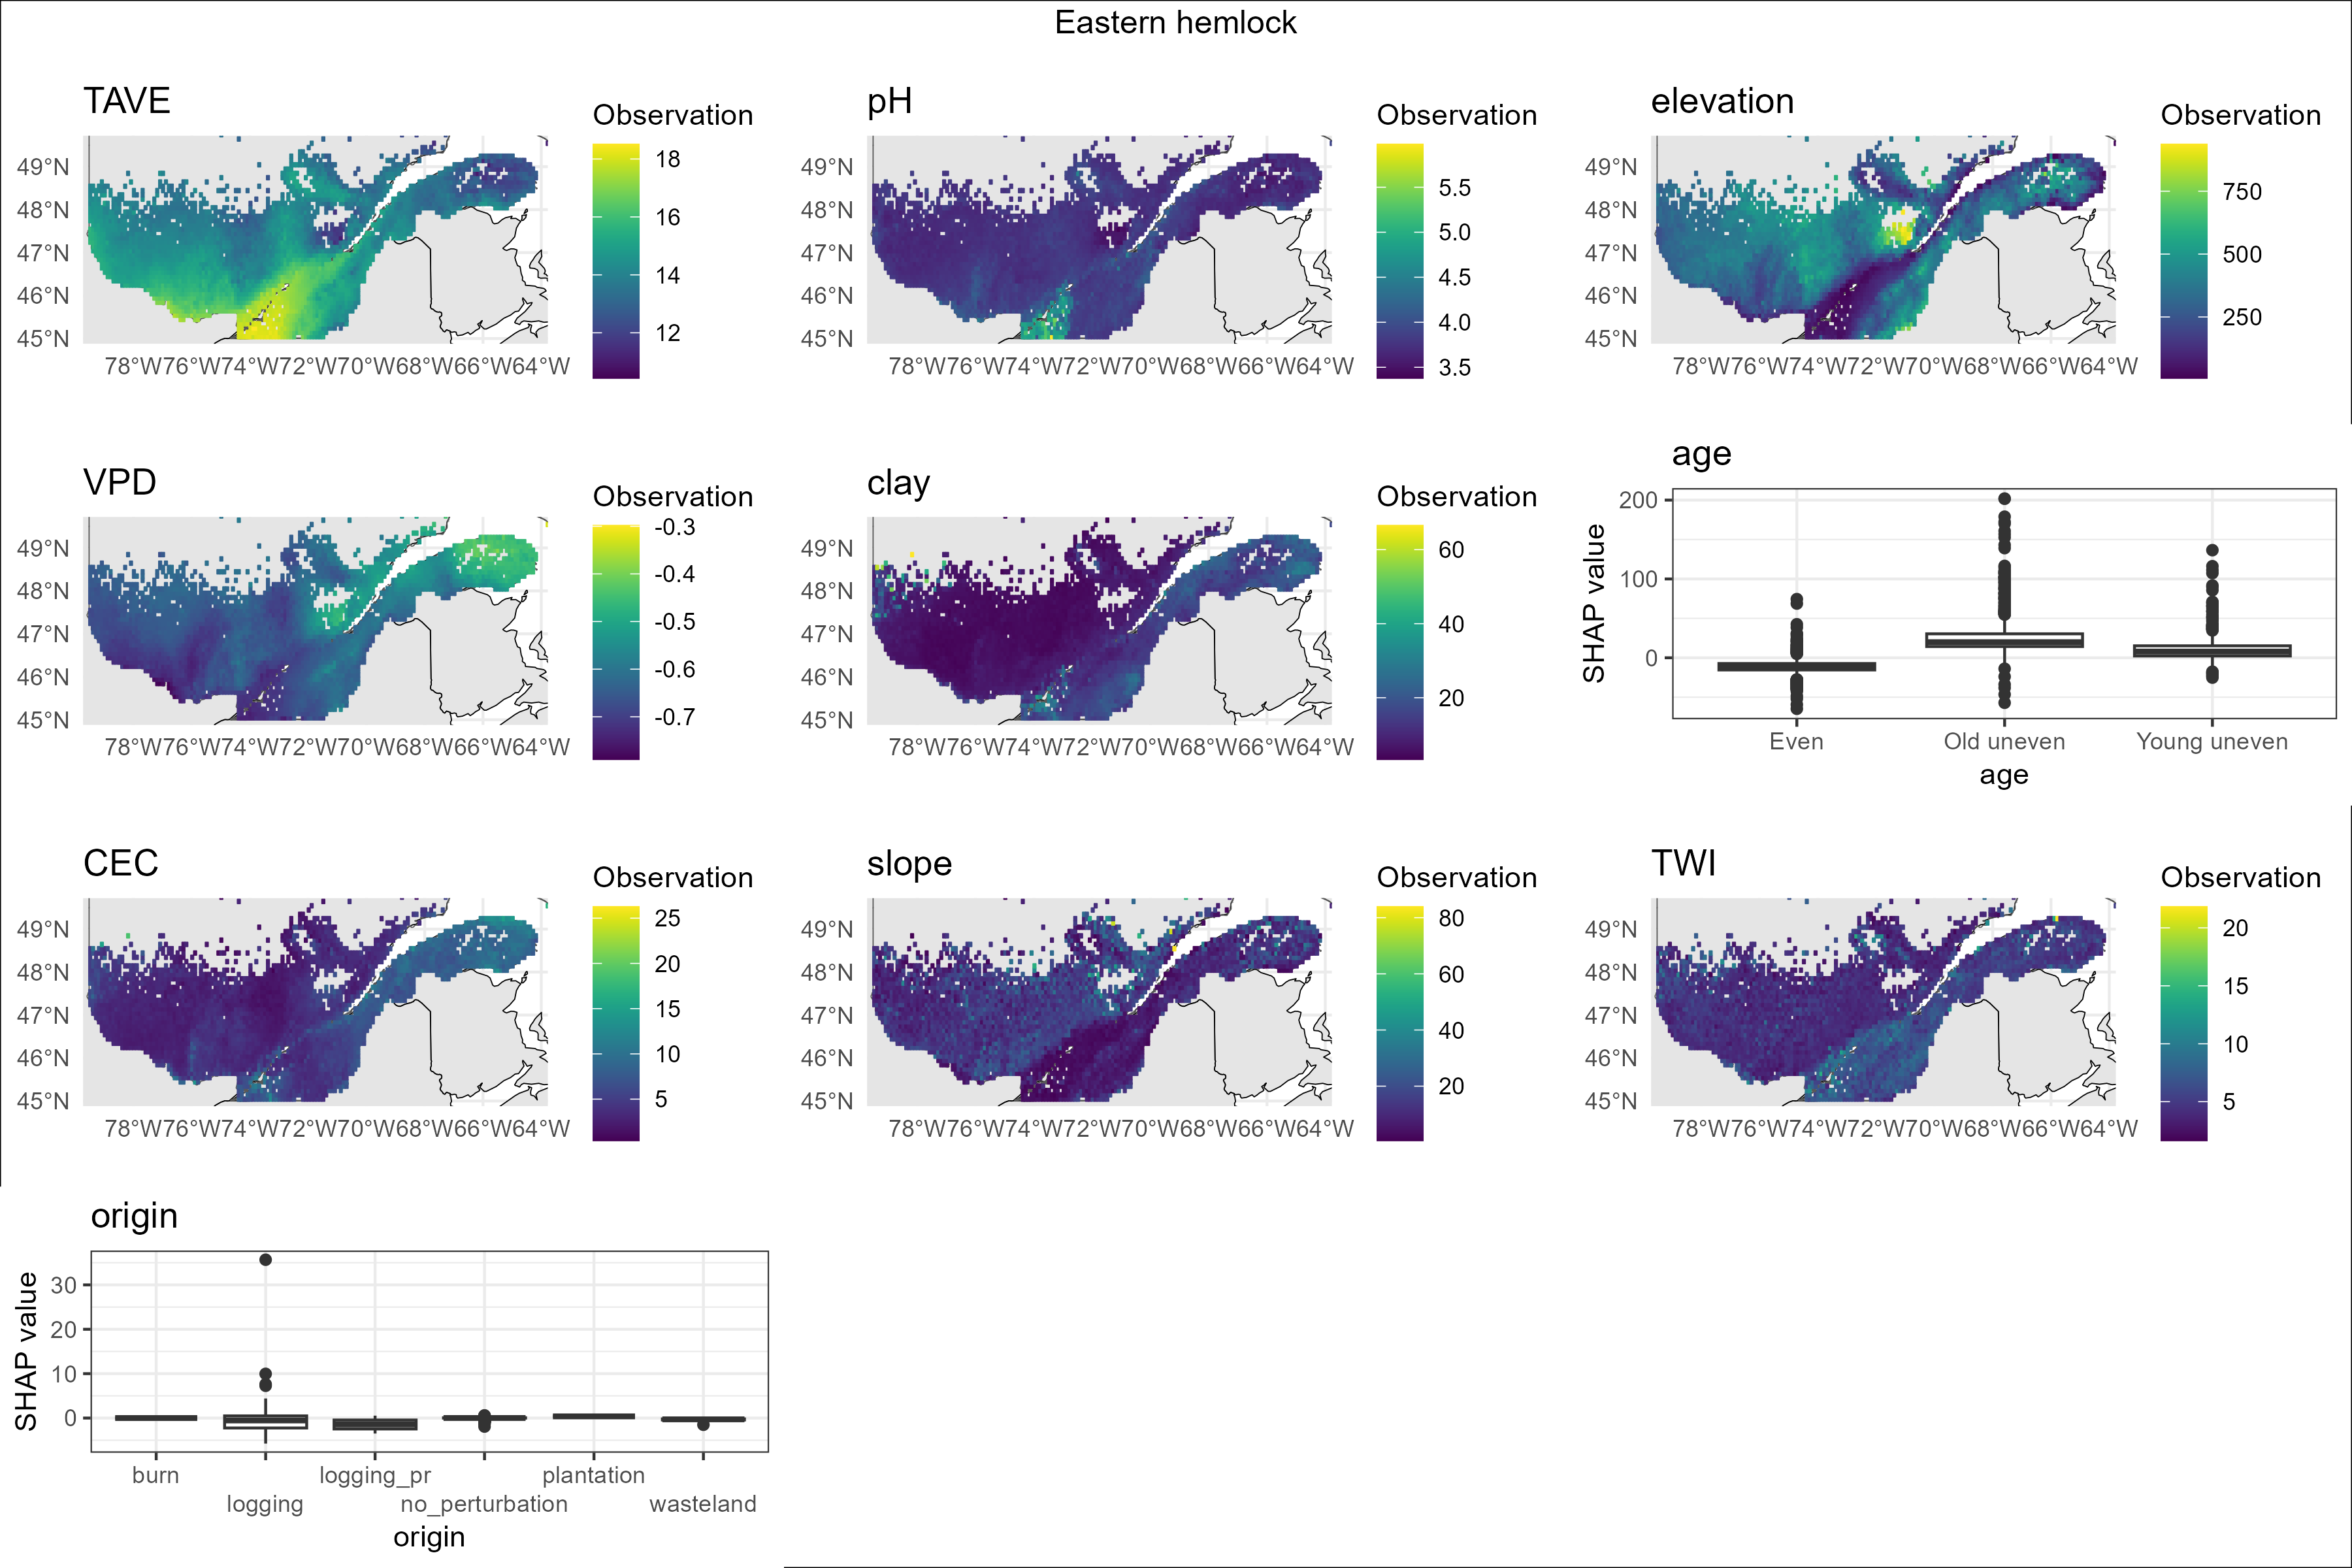 Eastern hemlock
TAVE
Observation
49°N
48°N
47°N
46°N
45°N
78°W76°W74°W72°W70°W68°W66°W64°W
18
16
14
12
pH
Observation
49°N
48°N
47°N
46°N
45°N
78°W76°W74°W72°W70°W68°W66°W64°W
5.5
5.0
4.5
4.0
3.5
elevation
Observation
49°N
48°N
47°N
46°N
45°N
78°W76°W74°W72°W70°W68°W66°W64°W
750
500
250
VPD
Observation
49°N
48°N
47°N
46°N
45°N
78°W76°W74°W72°W70°W68°W66°W64°W
-0.3
-0.4
-0.5
-0.6
-0.7
clay
Observation
49°N
48°N
47°N
46°N
45°N
78°W76°W74°W72°W70°W68°W66°W64°W
60
40
20
age
SHAP value
200
100
0
Even Old uneven Young uneven
age
CEC
Observation
49°N
48°N
47°N
46°N
45°N
78°W76°W74°W72°W70°W68°W66°W64°W
25
20
15
10
5
slope
Observation
49°N
48°N
47°N
46°N
45°N
78°W76°W74°W72°W70°W68°W66°W64°W
80
60
40
20
TWI
Observation
49°N
48°N
47°N
46°N
45°N
78°W76°W74°W72°W70°W68°W66°W64°W
20
15
10
5
origin
SHAP value
30
20
10
0
burn logging_pr plantation
logging no_perturbation wasteland
origin